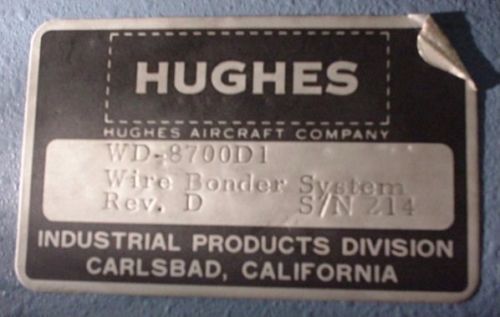 HUGHES
HUGHES AIRCRAFT COMPANY
WD-8700D1
Wire Bonder System
Rev. D S/N 214
INDUSTRIAL PRODUCTS DIVISION
CARLSBAD, CALIFORNIA